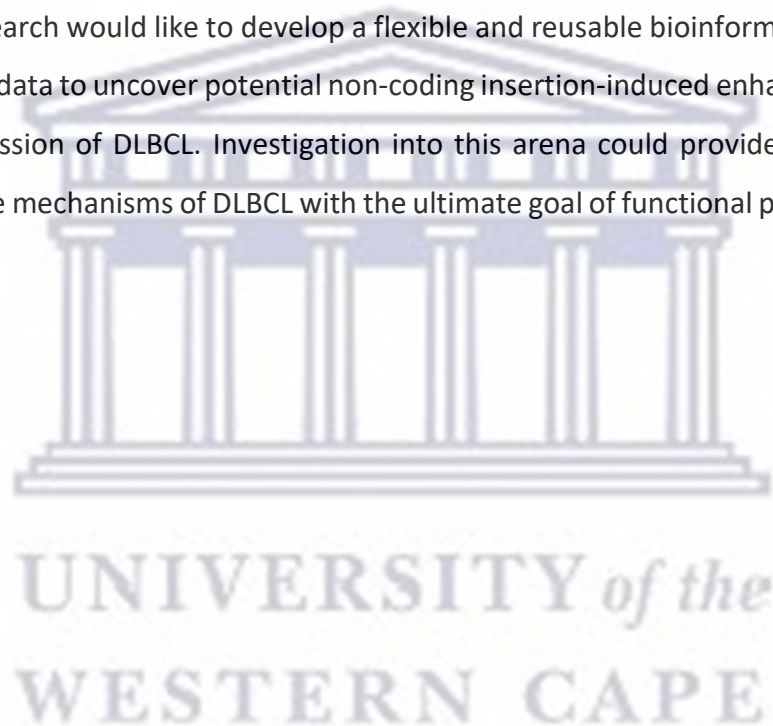 earch would like to develop a flexible and reusable bioinform
data to uncover potential non-coding insertion-induced enha
ssion of DLBCL. Investigation into this arena could provide
e mechanisms of DLBCL with the ultimate goal of functional p
UNIVERSITY of the
WESTERN CAPE